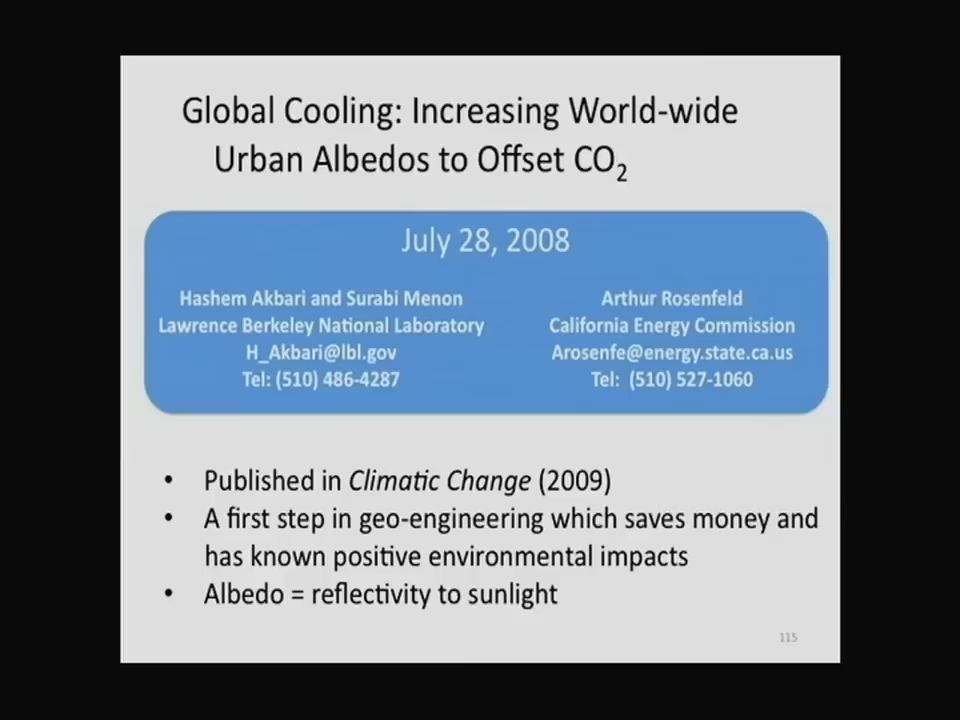 Global Cooling: Increasing World-wide
Urban Albedos to Offset CO₂
July 28, 2008
Hashem Akbari and Surabi Menon
Lawrence Berkeley National Laboratory
H_Akbari@lbl.gov
Tel: (510) 486-4287
Arthur Rosenfeld
California Energy Commission
Arosenfe@energy.state.ca.us
Tel: (510) 527-1060
• Published in Climatic Change (2009)
• A first step in geo-engineering which saves money and
has known positive environmental impacts
• Albedo = reflectivity to sunlight
115